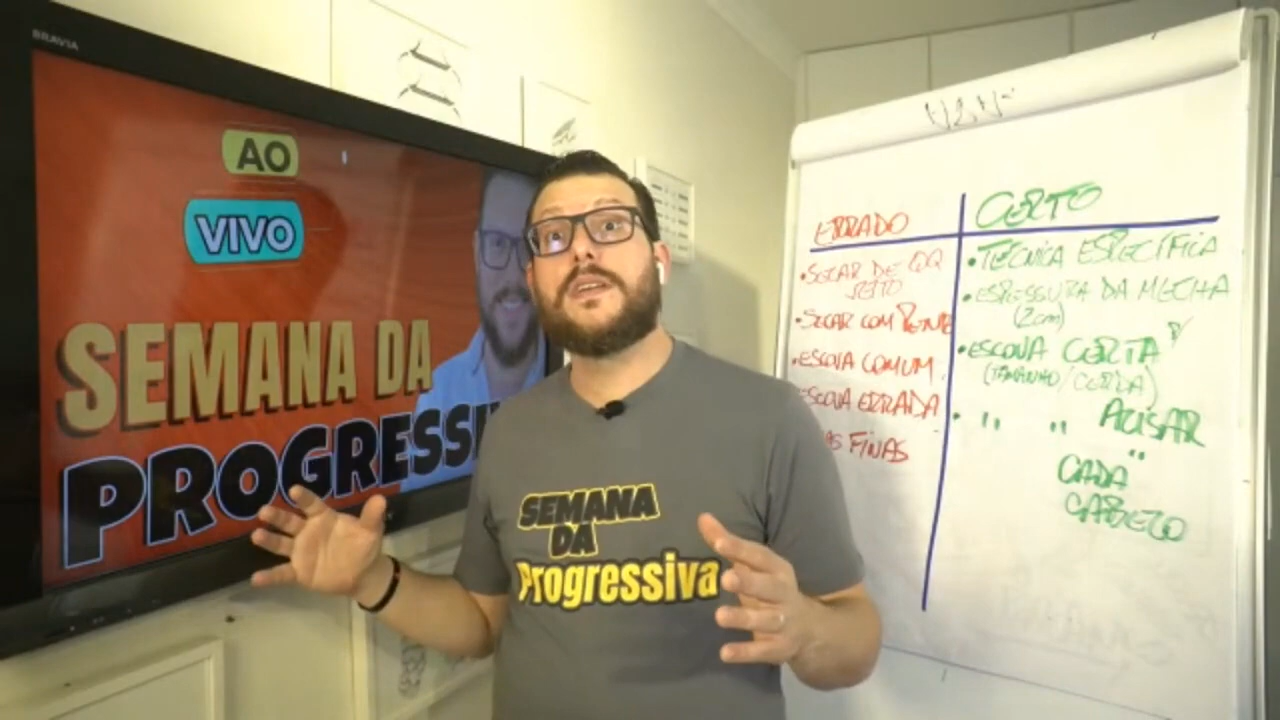 BRAVIA
AO
VIVO
SEMANA DA
PROGRESSI
SEMANA
DA
Progressiva
ERRADO
• SECAR DE QQ
JEITO
• SECAR COM PENTE
• ESCOVA COMUM
ESCOVA ERRADA
AS FINAS
CERTO
• TÉCNICA ESPECÍFICA
• ESPESSURA DA MECHA
(2cm)
• ESCOVA CERTA
(TAMANHO/CERDA)
• " " ALISAR
CADA
CABELO